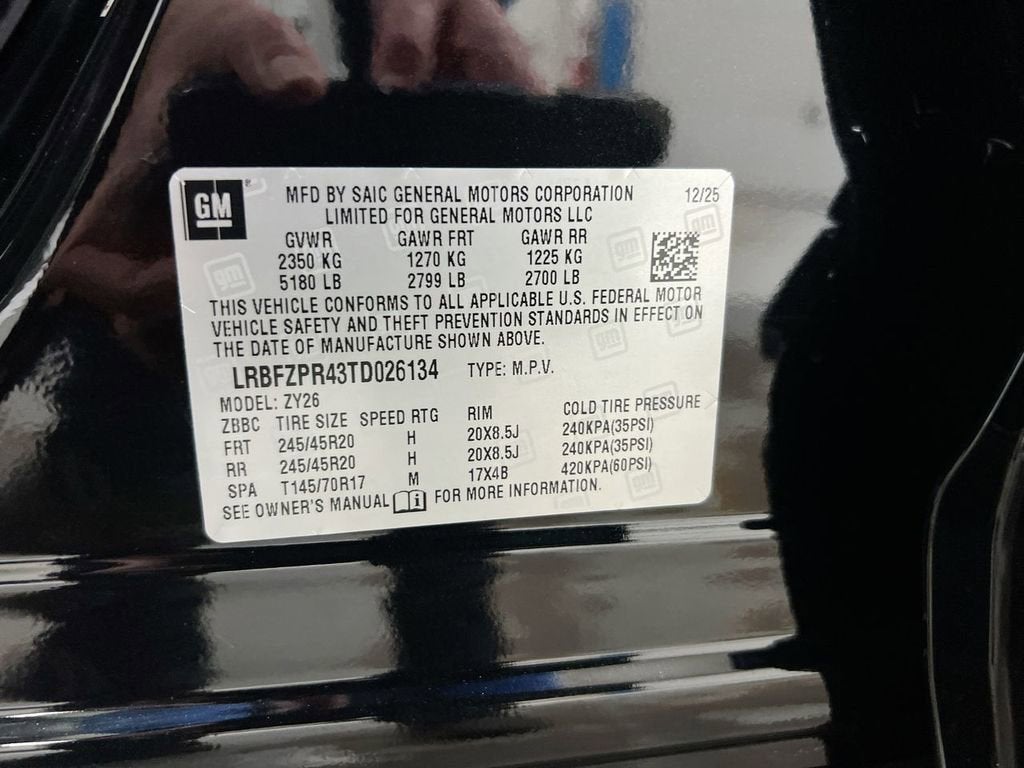 GM
MFD BY SAIC GENERAL MOTORS CORPORATION 12/25
LIMITED FOR GENERAL MOTORS LLC
GVWR GAWR FRT GAWR RR
2350 KG 1270 KG 1225 KG
5180 LB 2799 LB 2700 LB
THIS VEHICLE CONFORMS TO ALL APPLICABLE U.S. FEDERAL MOTOR
VEHICLE SAFETY AND THEFT PREVENTION STANDARDS IN EFFECT ON
THE DATE OF MANUFACTURE SHOWN ABOVE.
LRBFZPR43TD026134 TYPE: M.P.V.
MODEL: ZY26
ZBBC TIRE SIZE SPEED RTG RIM COLD TIRE PRESSURE
FRT 245/45R20 H 20X8.5J 240KPA(35PSI)
RR 245/45R20 H 20X8.5J 240KPA(35PSI)
SPA T145/70R17 M 17X4B 420KPA(60PSI)
SEE OWNER'S MANUAL FOR MORE INFORMATION.